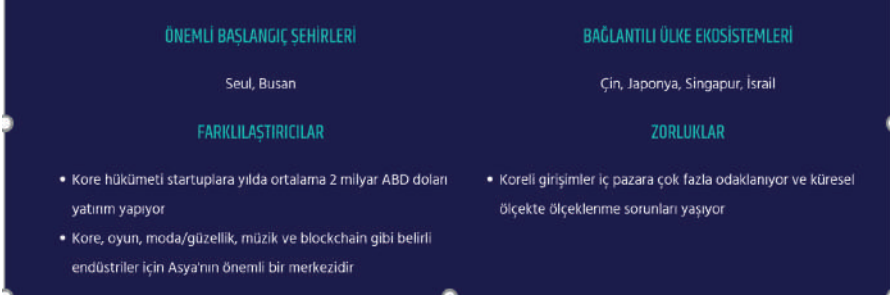 ÖNEMLİ BAŞLANGIÇ ŞEHİRLERİ
Seul, Busan
FARKLILAŞTIRICILAR
• Kore hükümeti startuplara yılda ortalama 2 milyar ABD doları
yatırım yapıyor
• Kore, oyun, moda/güzellik, müzik ve blockchain gibi belirli
endüstriler için Asya'nın önemli bir merkezidir
BAĞLANTILI ÜLKE EKOSİSTEMLERİ
Çin, Japonya, Singapur, İsrail
ZORLUKLAR
• Koreli girişimler iç pazara çok fazla odaklanıyor ve küresel
ölçekte ölçeklenme sorunları yaşıyor